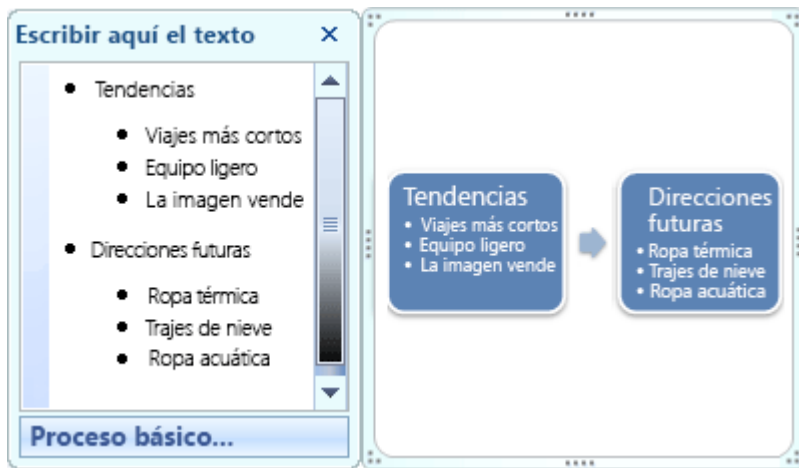 Escribir aquí el texto
Tendencias
Viajes más cortos
Equipo ligero
La imagen vende
Direcciones futuras
Ropa térmica
Trajes de nieve
Ropa acuática
Proceso básico...
Tendencias
• Viajes más cortos
• Equipo ligero
• La imagen vende
Direcciones
futuras
• Ropa térmica
• Trajes de nieve
• Ropa acuática